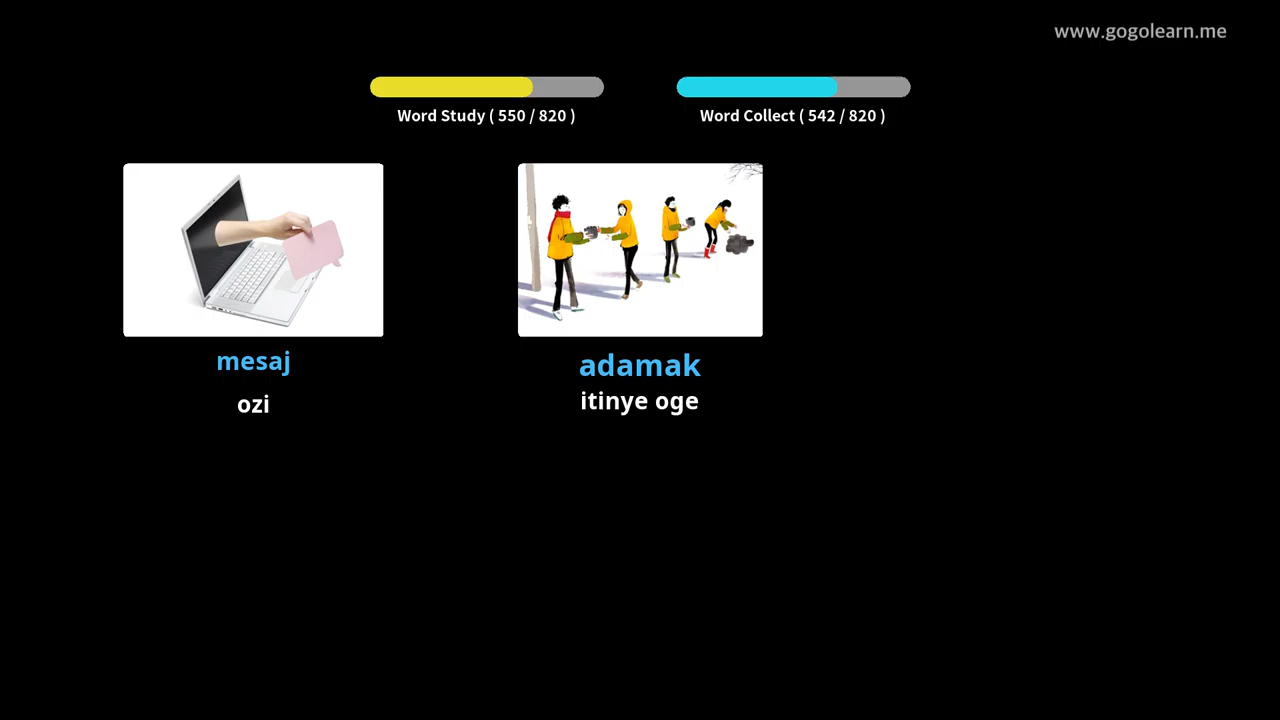 www.gogolearn.me
Word Study ( 550 / 820 )
Word Collect ( 542 / 820 )
mesaj
ozi
adamak
itinye oge